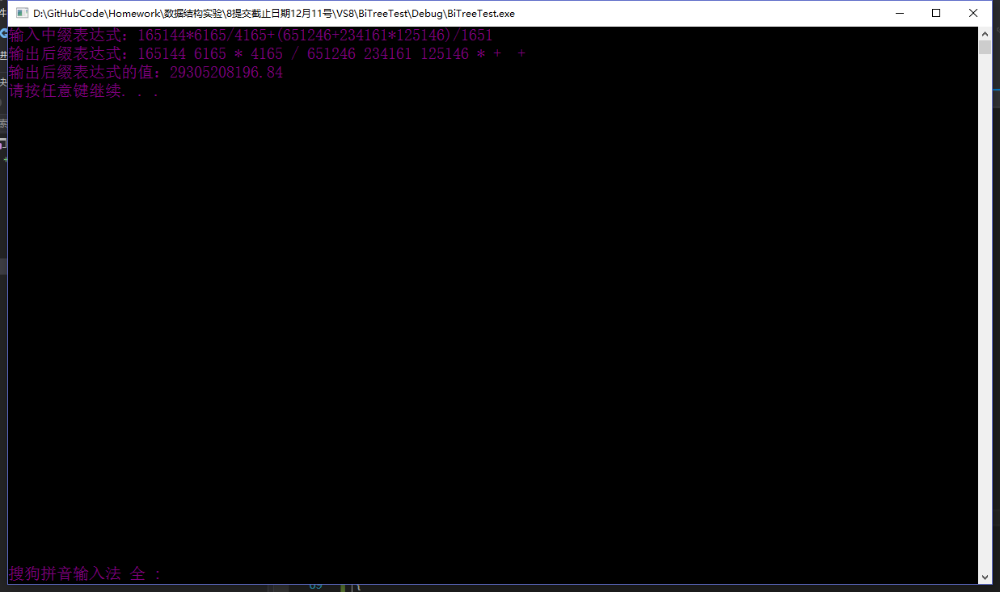 D:\GitHubCode\Homework\数据结构实验\8提交截止日期12月11号\VS8\BiTreeTest\Debug\BiTreeTest.exe
输入中缀表达式：165144*6165/4165+(651246+234161*125146)/1651
输出后缀表达式：165144 6165 * 4165 / 651246 234161 125146 * +  +
输出后缀表达式的值：29305208196.84
请按任意键继续. . .
搜狗拼音输入法 全 :